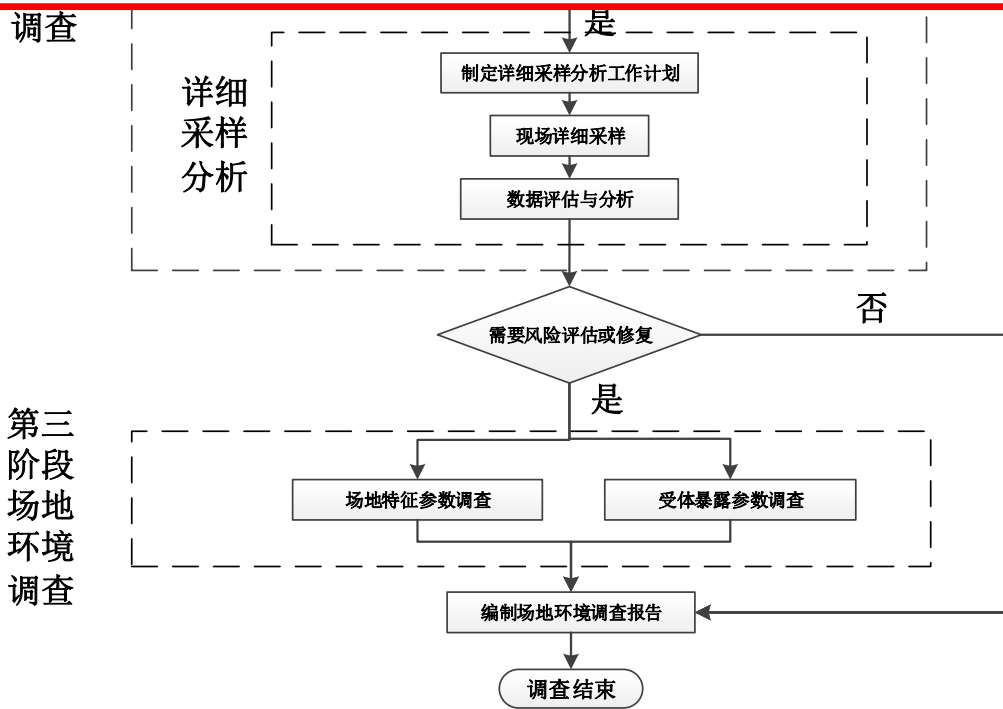 调查
是
制定详细采样分析工作计划
详细
采样
分析
现场详细采样
数据评估与分析
需要风险评估或修复
否
是
第三
阶段
场地
环境
调查
场地特征参数调查
受体暴露参数调查
编制场地环境调查报告
调查结束